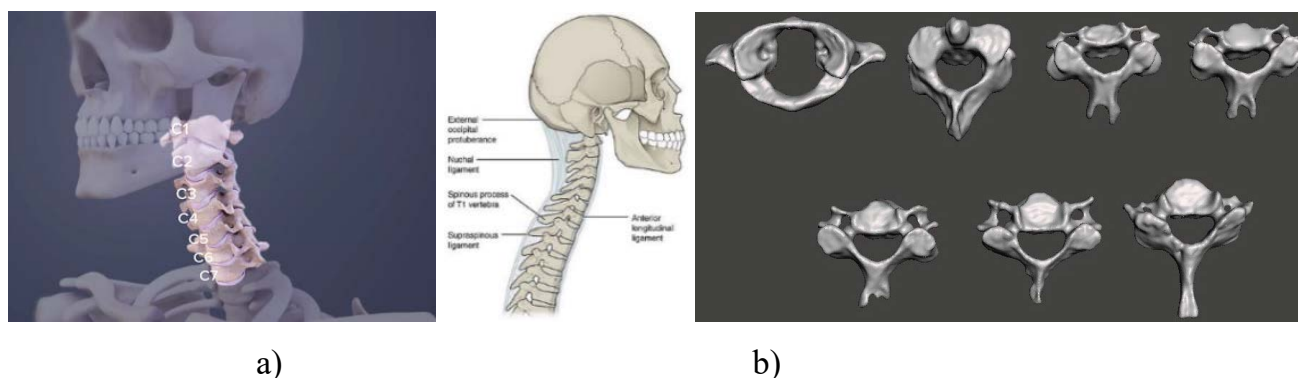 C1
C2
C3
C4
C5
C6
C7
External
occipital
protuberance
Nuchal
ligament
Spinous process
of T1 vertebra
Supraspinous
ligament
Anterior
longitudinal
ligament
a)
b)